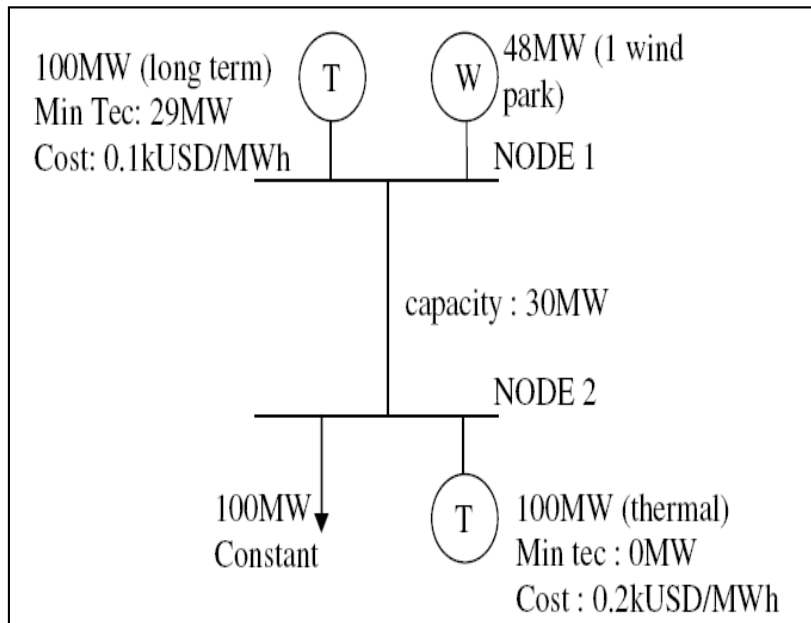 100MW (long term)
Min Tec: 29MW
Cost: 0.1kUSD/MWh
T
W
48MW (1 wind
park)
NODE 1
capacity : 30MW
NODE 2
100MW
Constant
T
100MW (thermal)
Min tec : 0MW
Cost : 0.2kUSD/MWh